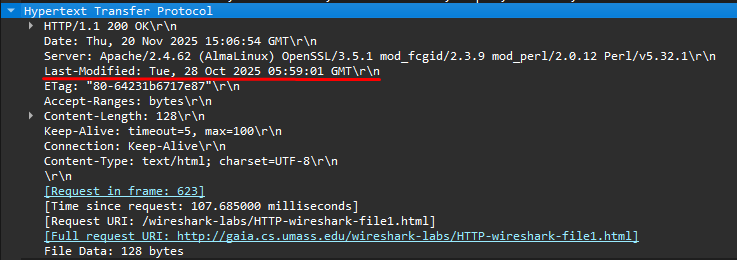 Hypertext Transfer Protocol
HTTP/1.1 200 OK\r\n
Date: Thu, 20 Nov 2025 15:06:54 GMT\r\n
Server: Apache/2.4.62 (AlmaLinux) OpenSSL/3.5.1 mod_fcgid/2.3.9 mod_perl/2.0.12 Perl/v5.32.1\r\n
Last-Modified: Tue, 28 Oct 2025 05:59:01 GMT\r\n
ETag: "80-64231b6717e87"\r\n
Accept-Ranges: bytes\r\n
Content-Length: 128\r\n
Keep-Alive: timeout=5, max=100\r\n
Connection: Keep-Alive\r\n
Content-Type: text/html; charset=UTF-8\r\n
\r\n
[Request in frame: 623]
[Time since request: 107.685000 milliseconds]
[Request URI: /wireshark-labs/HTTP-wireshark-file1.html]
[Full request URI: http://gaia.cs.umass.edu/wireshark-labs/HTTP-wireshark-file1.html]
File Data: 128 bytes